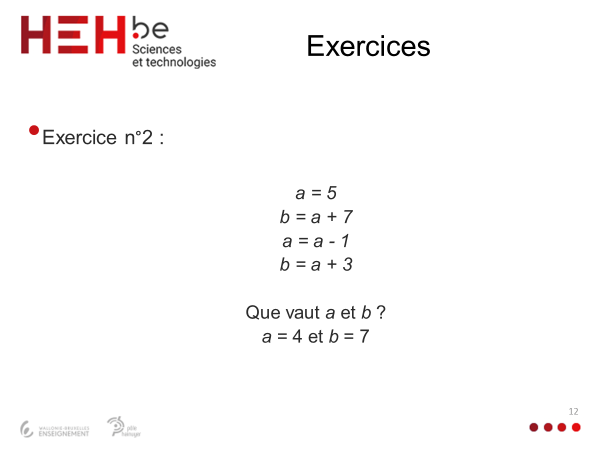 HEH.be
Sciences
et technologies
Exercices
Exercice n°2 :
a = 5
b = a + 7
a = a - 1
b = a + 3
Que vaut a et b ?
a = 4 et b = 7
12
WALLONIE-BRUXELLES
ENSEIGNEMENT
pôle
hainuyer